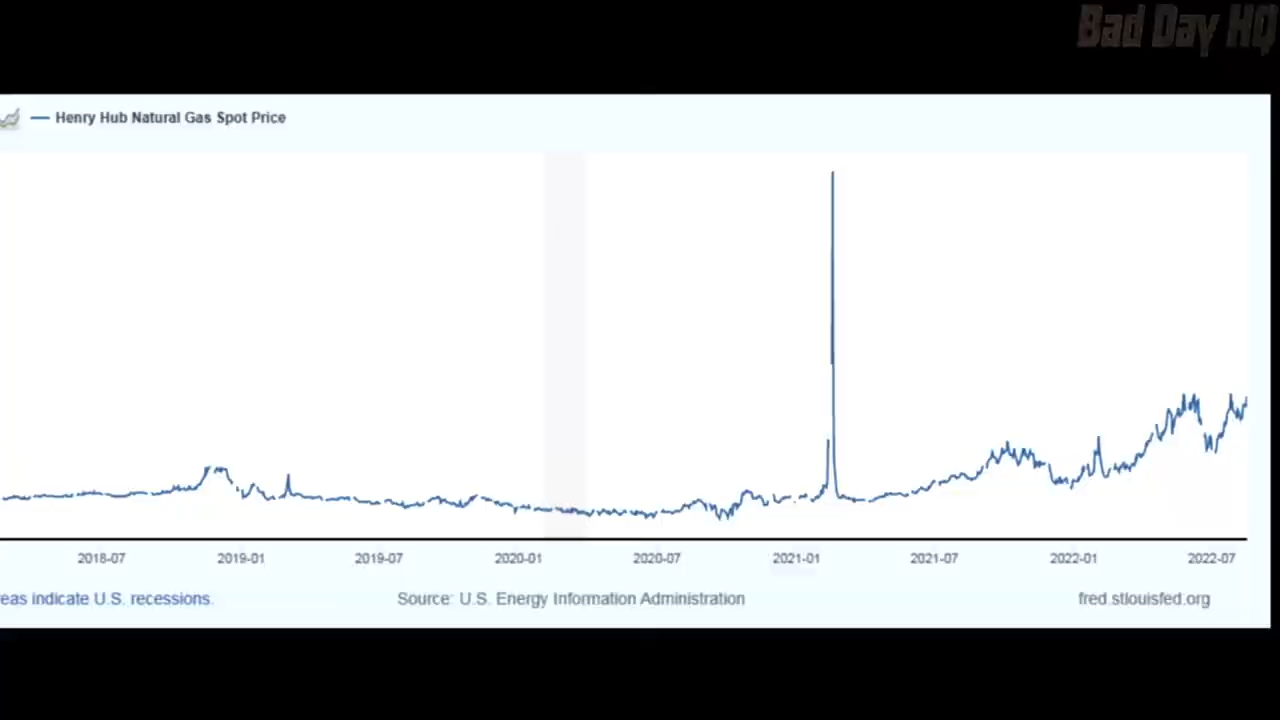 Bad Day HQ
Henry Hub Natural Gas Spot Price
2018-07 2019-01 2019-07 2020-01 2020-07 2021-01 2021-07 2022-01 2022-07
eas indicate U.S. recessions. Source: U.S. Energy Information Administration fred.stlouisfed.org